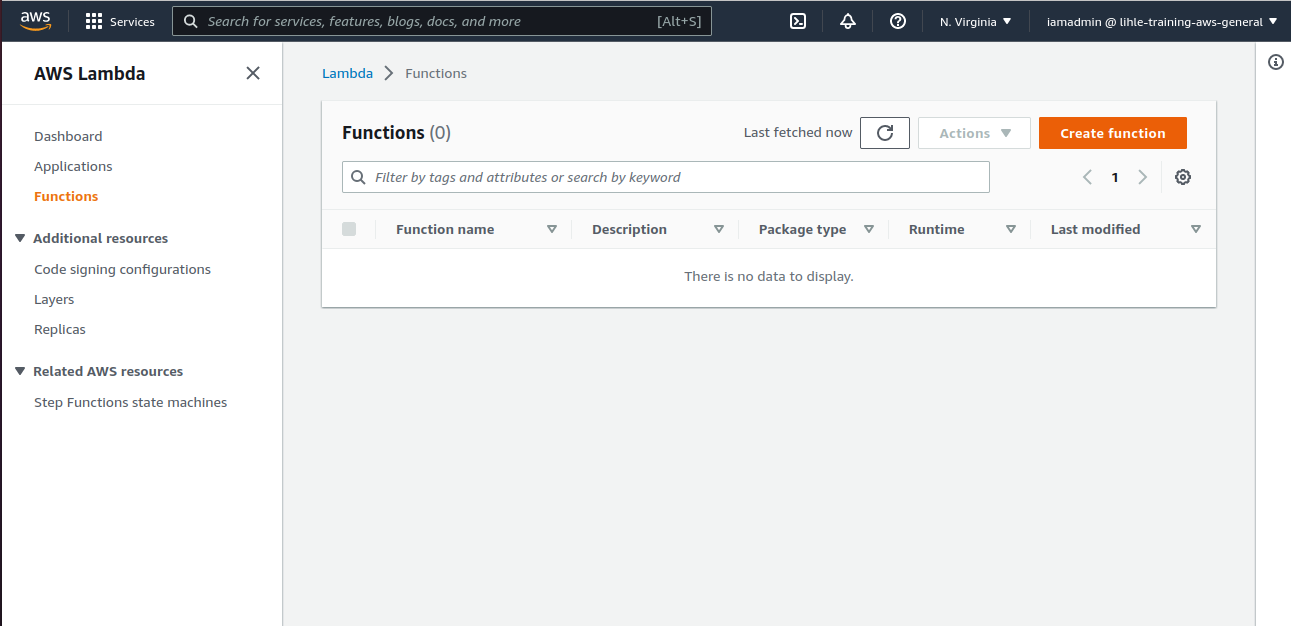 aws Services Search for services, features, blogs, docs, and more [Alt+S] N. Virginia iamadmin @ lihle-training-aws-general
AWS Lambda
Dashboard
Applications
Functions
Additional resources
Code signing configurations
Layers
Replicas
Related AWS resources
Step Functions state machines
Lambda Functions
Functions (0) Last fetched now Actions Create function
Filter by tags and attributes or search by keyword 1
Function name Description Package type Runtime Last modified
There is no data to display.